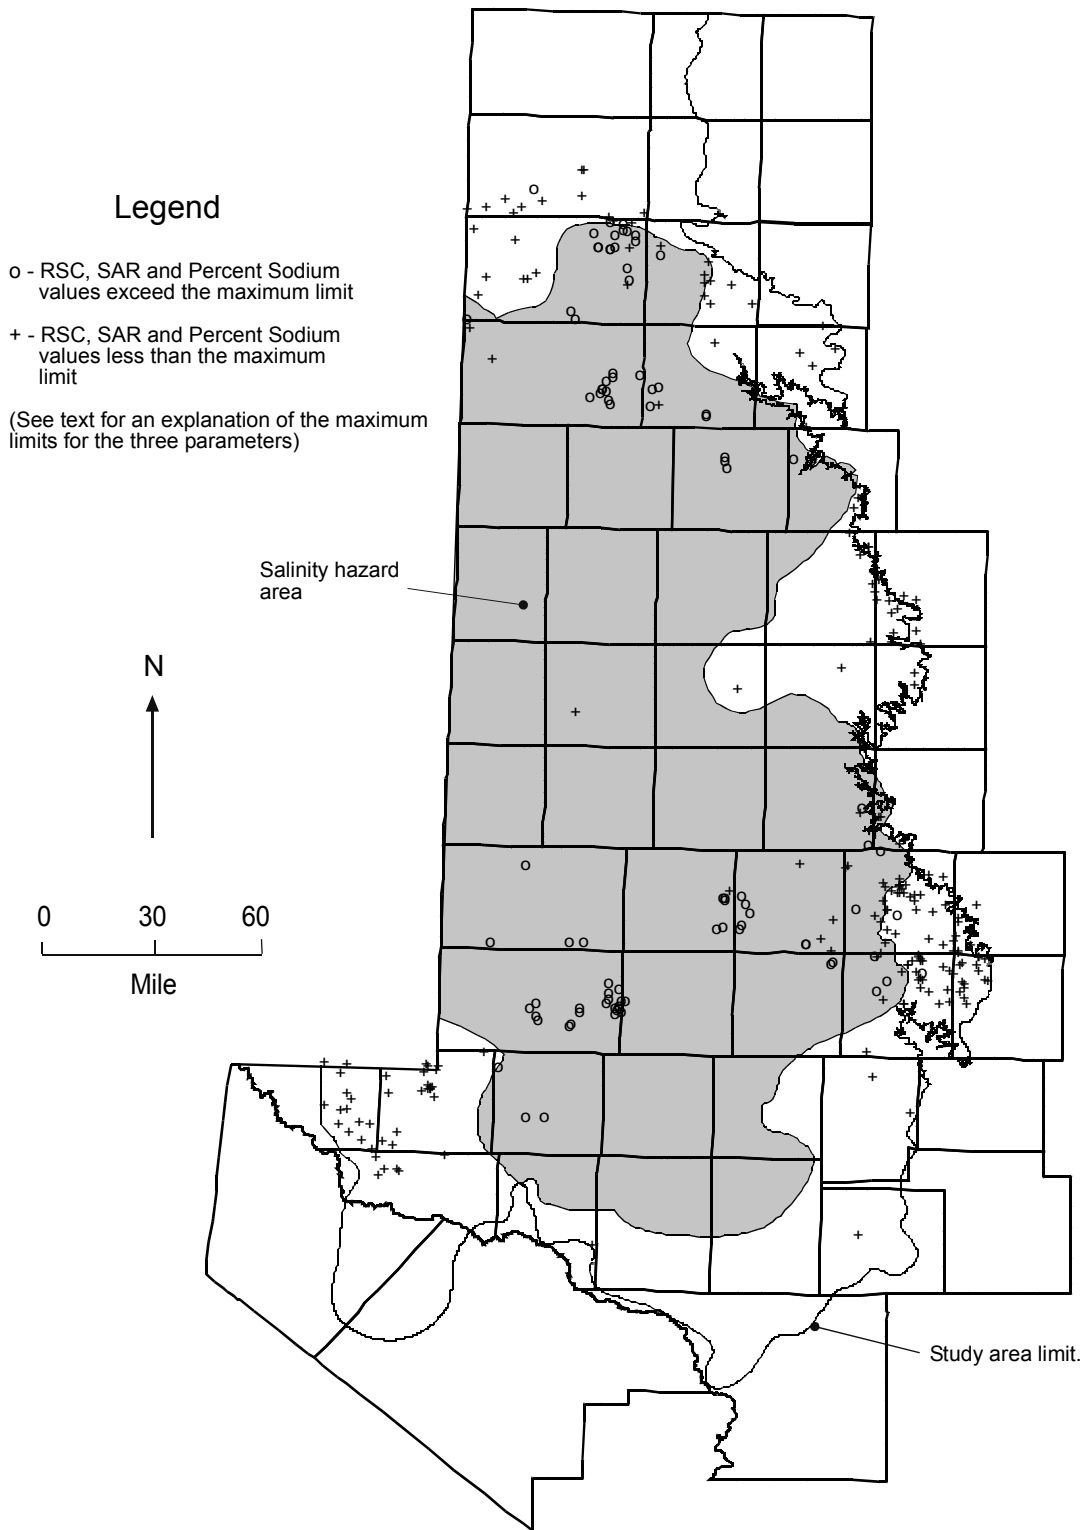 Legend
o - RSC, SAR and Percent Sodium
values exceed the maximum limit
+ - RSC, SAR and Percent Sodium
values less than the maximum
limit
(See text for an explanation of the maximum
limits for the three parameters)
Salinity hazard
area
N
0 30 60
Mile
Study area limit.